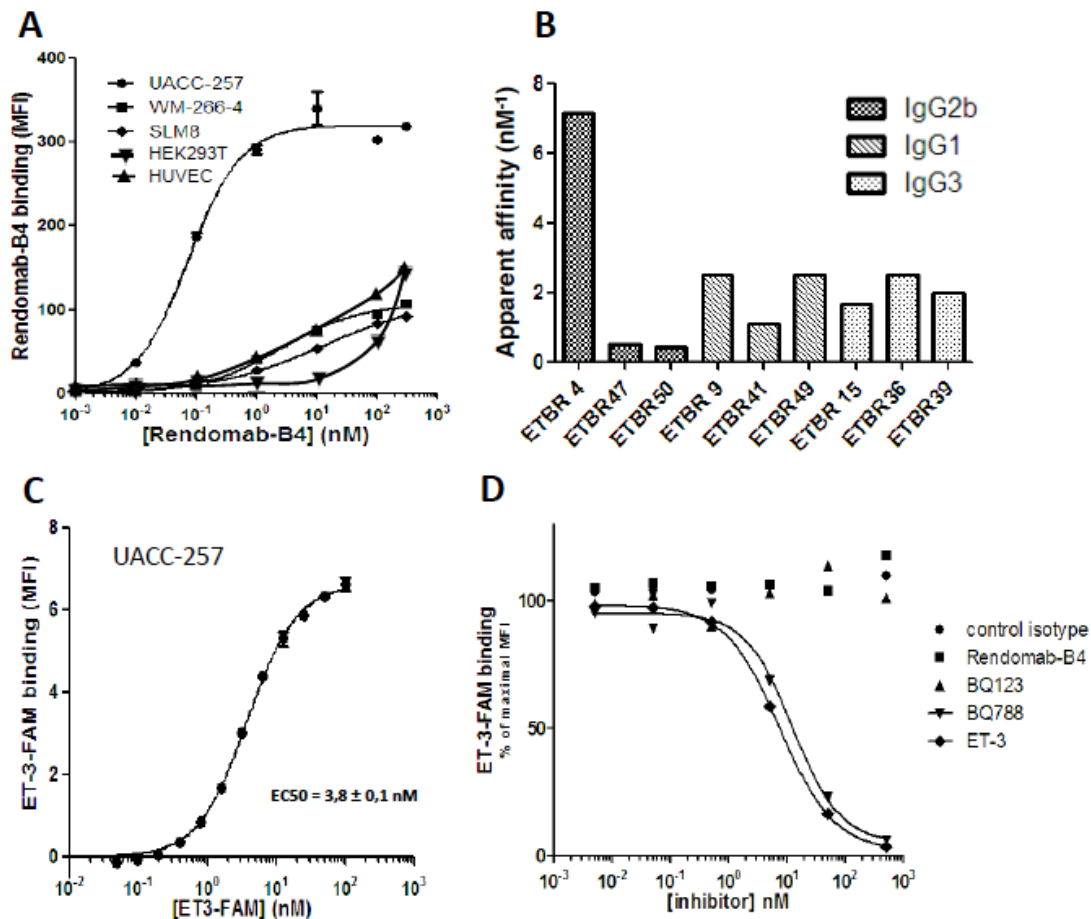 A
Rendomab-B4 binding (MFI)
400
300
200
100
0
UACC-257
WM-266-4
SLM8
HEK293T
HUVEC
10-3 10-2 10-1 100 101 102 103
[Rendomab-B4] (nM)
B
Apparent affinity (nM-1)
8
6
4
2
0
IgG2b
IgG1
IgG3
ETBR 4
ETBR47
ETBR50
ETBR 9
ETBR41
ETBR49
ETBR 15
ETBR36
ETBR39
C
UACC-257
ET-3-FAM binding (MFI)
8
6
4
2
0
EC50 = 3,8 ± 0,1 nM
10-2 10-1 100 101 102 103
[ET3-FAM] (nM)
D
ET-3-FAM binding
% of maximal MFI
100
50
0
control isotype
Rendomab-B4
BQ123
BQ788
ET-3
10-3 10-2 10-1 100 101 102 103
[inhibitor] nM